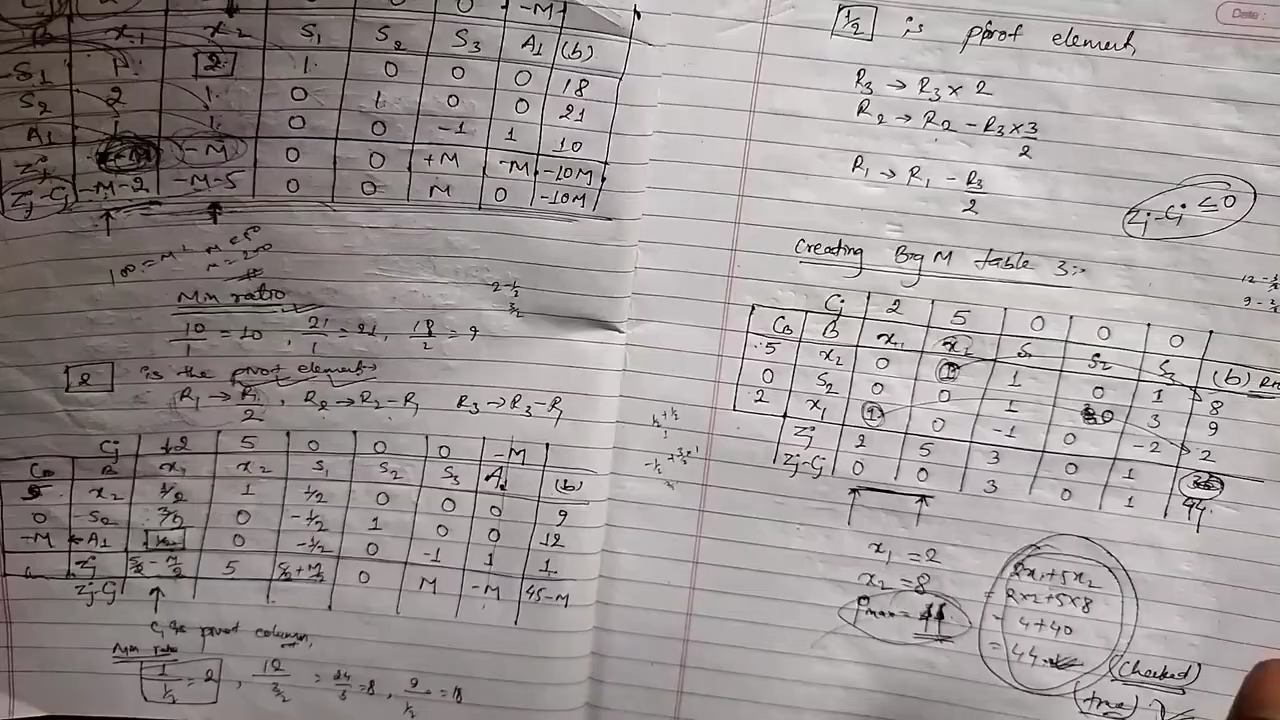 0 -M
B x1 x2 S1 S2 S3 A1 (b)
S1 1 2 1 0 0 0 18
S2 2 1 0 1 0 0 21
A1 1 1 0 0 -1 1 10
Zj -M -M 0 0 +M -M -10M
Zj-Cj -M-2 -M-5 0 0 M 0 -10M
Min ratio
10/1 = 10 , 21/1 = 21, 18/2 = 9
2 is the pivot element
R1 → R1/2 , R2 → R2-R1 R3 → R3-R1
Cj +2 5 0 0 0 -M
CB B x1 x2 S1 S2 S3 A1 (b)
5 x2 1/2 1 1/2 0 0 0 9
0 S2 3/2 0 -1/2 1 0 0 12
-M A1 1/2 0 -1/2 0 -1 1 1
Zj 5/2 - M/2 5 5/2 + M/2 0 M -M 45-M
Zj-Cj
C1 is pivot column,
Min ratio
1/(1/2) = 2 , 12/(3/2) = 24/3 = 8 , 9/(1/2) = 18
Date :
1/2 is pivot element,
R3 → R3 × 2
R2 → R2 - R3 × 3/2
R1 → R1 - R3/2
Zj-Cj ≤ 0
Creating Big M table 3:-
Cj 2 5 0 0 0
CB B x1 x2 S1 S2 S3 (b)
5 x2 0 1 1 0 1 8
0 S2 0 0 1 0 3 9
2 x1 1 0 -1 0 -2 2
Zj 2 5 3 0 1
Zj-Cj 0 0 3 0 1 44
x1 = 2
x2 = 8
Pmax = 44
2x1+5x2
= 2×2+5×8
= 4+40
= 44
(Checked)
(true)